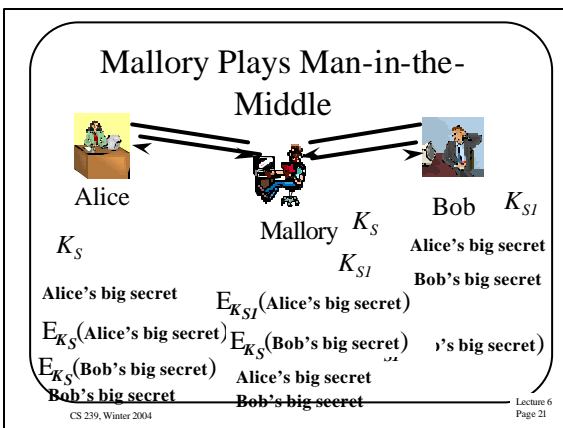 Mallory Plays Man-in-the-
Middle
Alice
Mallory
Bob
K_S
K_S1
K_S
K_S1
Alice's big secret
Bob's big secret
Alice's big secret
E_KS(Alice's big secret)
E_KS(Bob's big secret)
Bob's big secret
E_KS1(Alice's big secret)
E_KS(Bob's big secret)
Alice's big secret
Bob's big secret
's big secret)
CS 239, Winter 2004
Lecture 6
Page 21